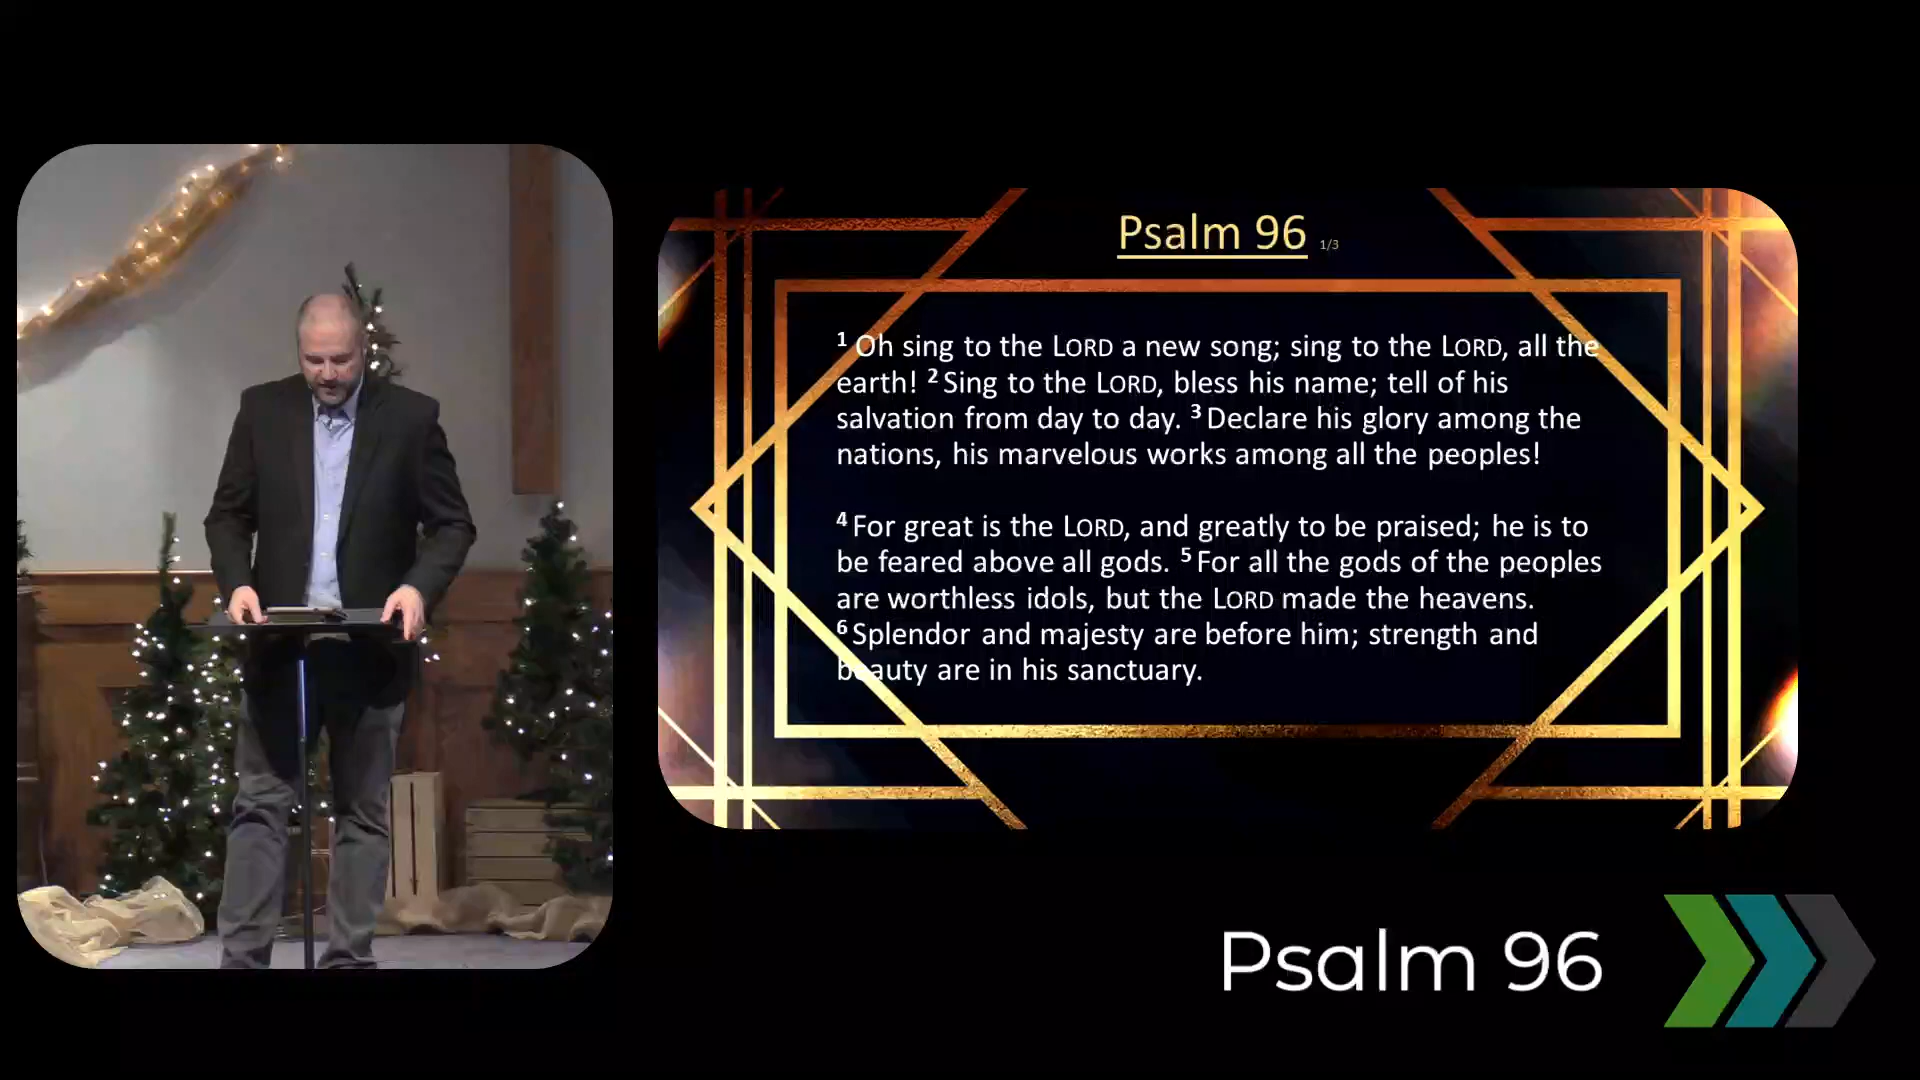 Psalm 96 1/3
1 Oh sing to the LORD a new song; sing to the LORD, all the
earth! 2 Sing to the LORD, bless his name; tell of his
salvation from day to day. 3 Declare his glory among the
nations, his marvelous works among all the peoples!
4 For great is the LORD, and greatly to be praised; he is to
be feared above all gods. 5 For all the gods of the peoples
are worthless idols, but the LORD made the heavens.
6 Splendor and majesty are before him; strength and
beauty are in his sanctuary.
Psalm 96